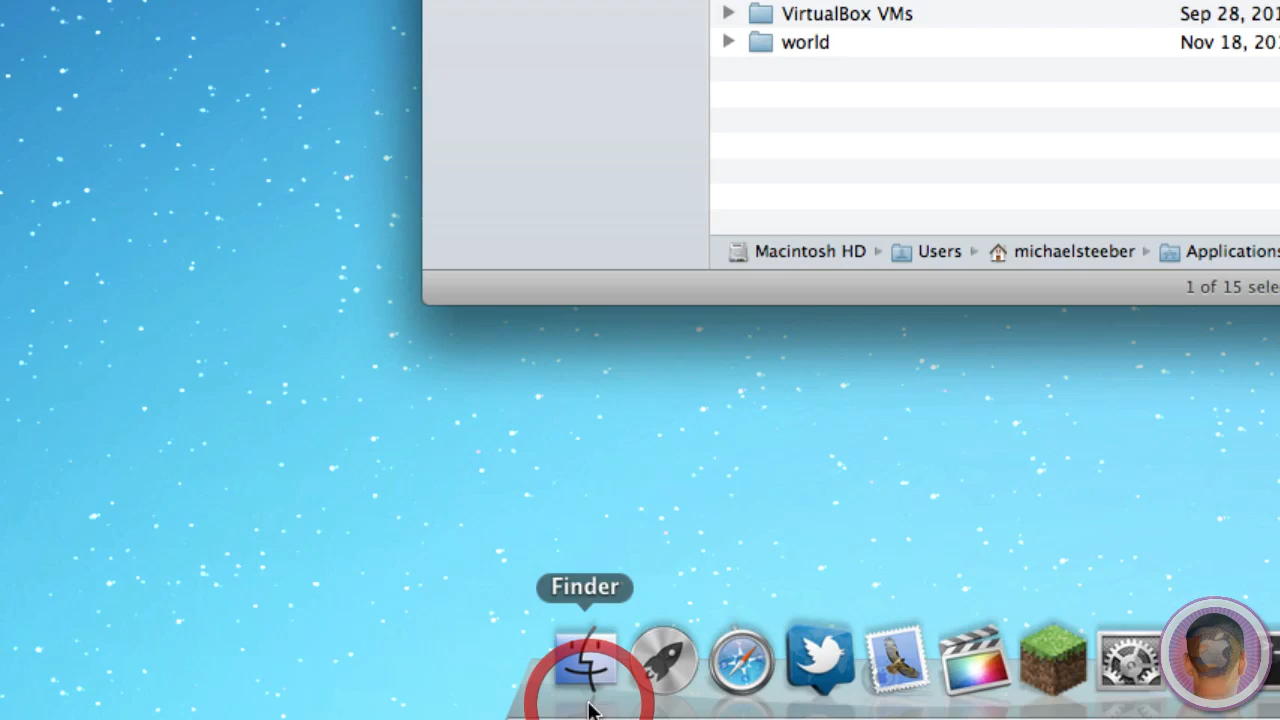 VirtualBox VMs Sep 28, 201
world Nov 18, 201
Macintosh HD Users michaelsteeber Applications
1 of 15 sele
Finder